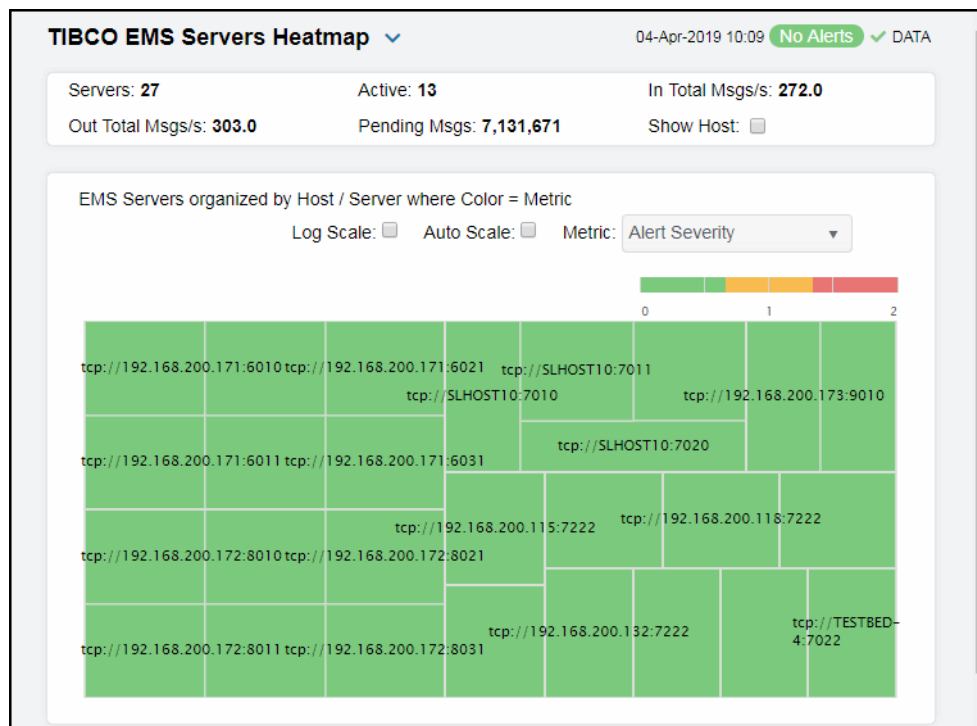 TIBCO EMS Servers Heatmap
04-Apr-2019 10:09 No Alerts DATA
Servers: 27 Active: 13 In Total Msgs/s: 272.0
Out Total Msgs/s: 303.0 Pending Msgs: 7,131,671 Show Host:
EMS Servers organized by Host / Server where Color = Metric
Log Scale: Auto Scale: Metric: Alert Severity
0 1 2
tcp://192.168.200.171:6010 tcp://192.168.200.171:6021 tcp://SLHOST10:7011
tcp://SLHOST10:7010 tcp://192.168.200.173:9010
tcp://SLHOST10:7020
tcp://192.168.200.171:6011 tcp://192.168.200.171:6031
tcp://192.168.200.115:7222 tcp://192.168.200.118:7222
tcp://192.168.200.172:8010 tcp://192.168.200.172:8021
tcp://192.168.200.132:7222 tcp://TESTBED-
4:7022
tcp://192.168.200.172:8011 tcp://192.168.200.172:8031